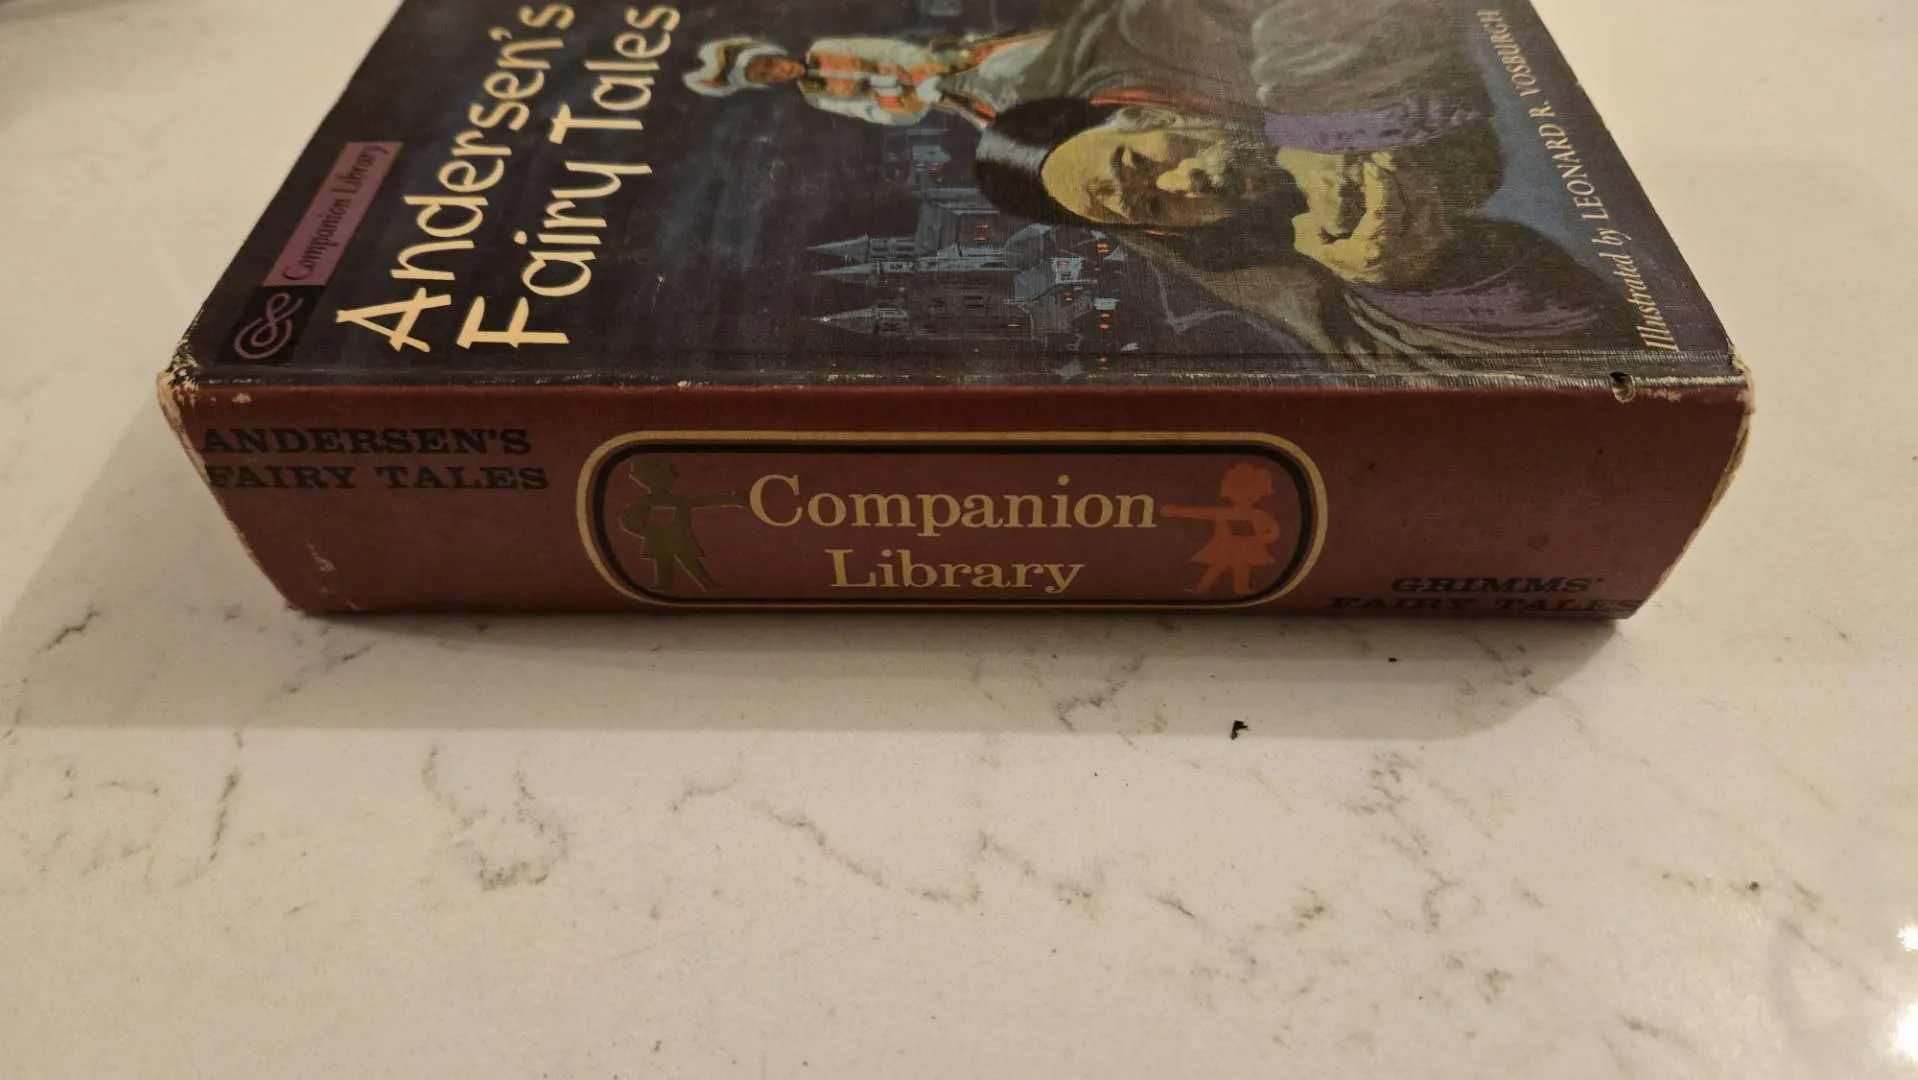 Companion Library
Andersen's
Fairy Tales
Illustrated by LEONARD R. VOSBURGH
ANDERSEN'S
FAIRY TALES
Companion
Library
GRIMMS'
FAIRY TALES